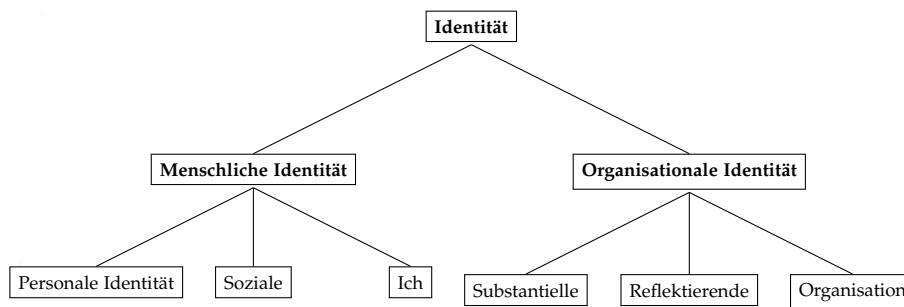 Identität
Menschliche Identität
Organisationale Identität
Personale Identität
Soziale
Ich
Substantielle
Reflektierende
Organisation